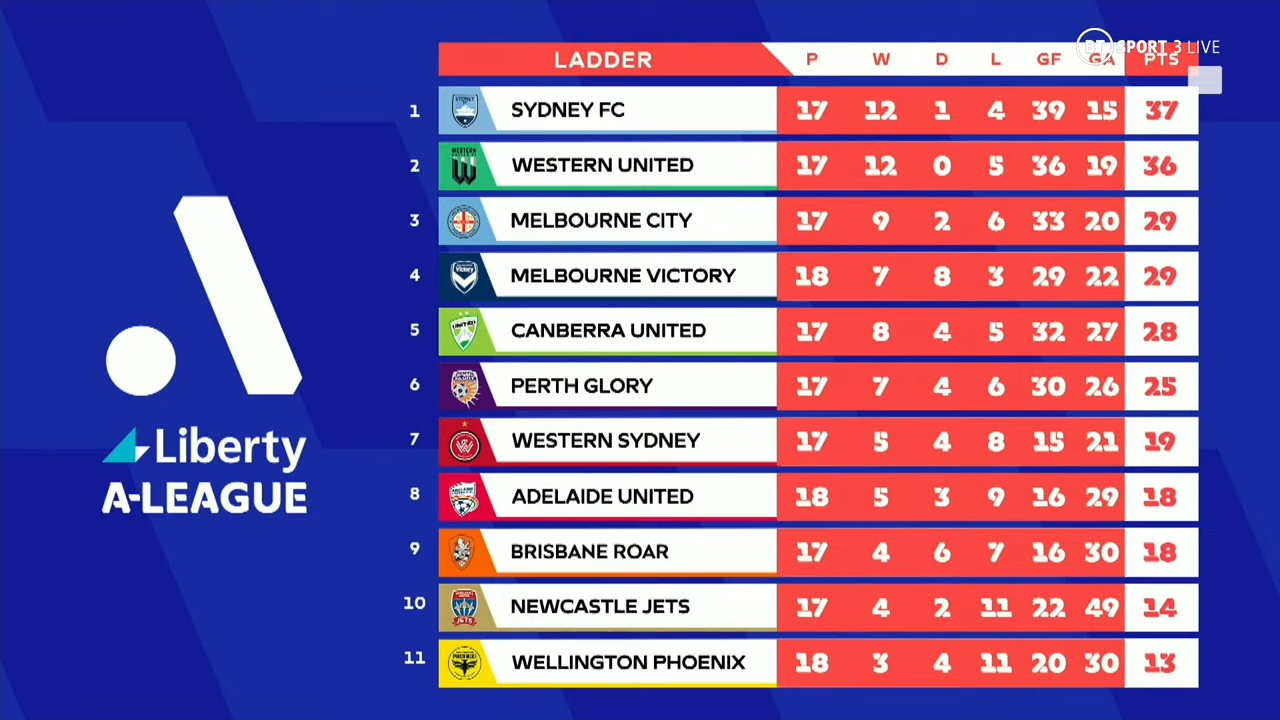 BT SPORT 3 LIVE
LADDER P W D L GF GA PTS
1 SYDNEY FC 17 12 1 4 39 15 37
2 WESTERN UNITED 17 12 0 5 36 19 36
3 MELBOURNE CITY 17 9 2 6 33 20 29
4 MELBOURNE VICTORY 18 7 8 3 29 22 29
5 CANBERRA UNITED 17 8 4 5 32 27 28
6 PERTH GLORY 17 7 4 6 30 26 25
7 WESTERN SYDNEY 17 5 4 8 15 21 19
8 ADELAIDE UNITED 18 5 3 9 16 29 18
9 BRISBANE ROAR 17 4 6 7 16 30 18
10 NEWCASTLE JETS 17 4 2 11 22 49 14
11 WELLINGTON PHOENIX 18 3 4 11 20 30 13
Liberty
A-LEAGUE